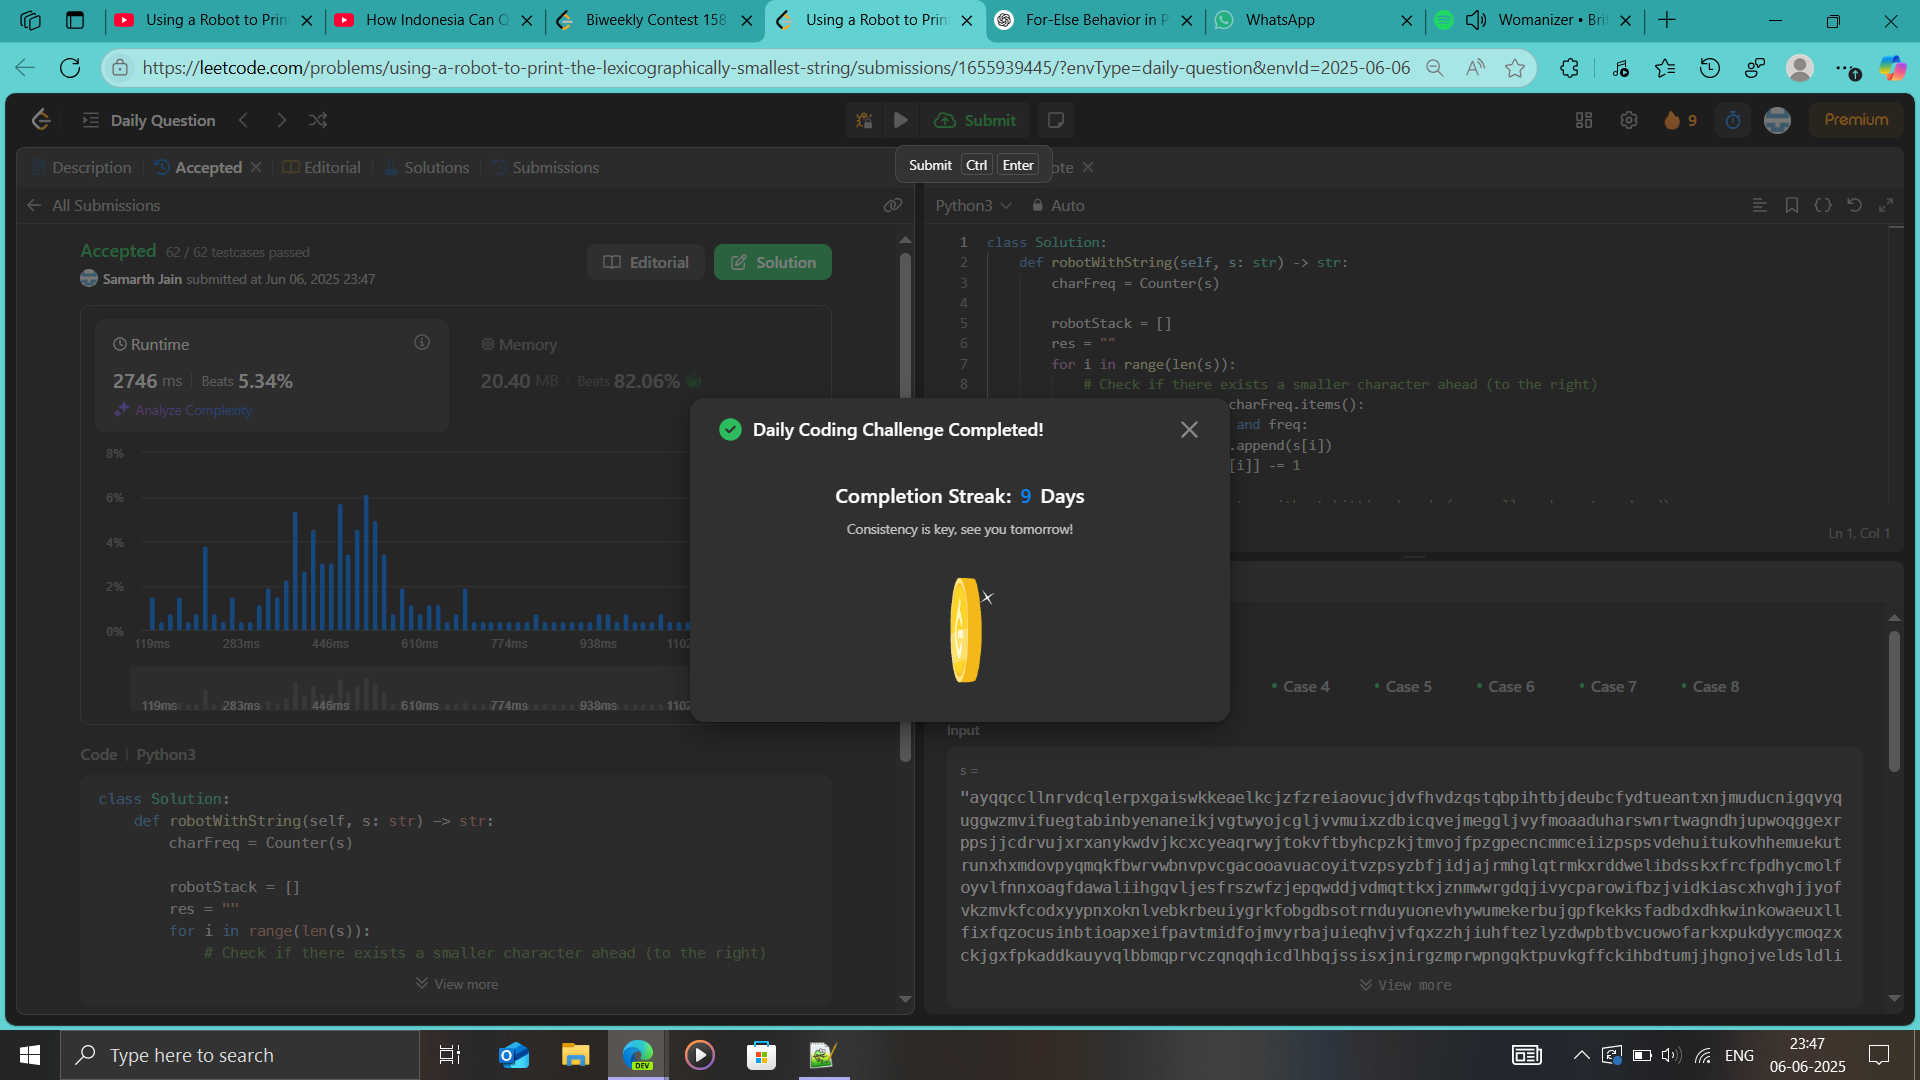 Using a Robot to Prin
How Indonesia Can Q
Biweekly Contest 158
Using a Robot to Prin
For-Else Behavior in P
WhatsApp
Womanizer • Bri
https://leetcode.com/problems/using-a-robot-to-print-the-lexicographically-smallest-string/submissions/1655939445/?envType=daily-question&envId=2025-06-06
Daily Question
Submit
9
Premium
Description
Accepted
Editorial
Solutions
Submissions
Submit Ctrl Enter
ote
All Submissions
Python3
Auto
Accepted 62 / 62 testcases passed
Samarth Jain submitted at Jun 06, 2025 23:47
Editorial
Solution
Runtime
2746 ms Beats 5.34%
Analyze Complexity
Memory
20.40 MB Beats 82.06%
8%
6%
4%
2%
0%
119ms 283ms 446ms 610ms 774ms 938ms 1102
119ms 283ms 446ms 610ms 774ms 938ms 1102
Code | Python3
class Solution:
def robotWithString(self, s: str) -> str:
charFreq = Counter(s)
robotStack = []
res = ""
for i in range(len(s)):
# Check if there exists a smaller character ahead (to the right)
View more
1 class Solution:
2 def robotWithString(self, s: str) -> str:
3 charFreq = Counter(s)
4
5 robotStack = []
6 res = ""
7 for i in range(len(s)):
8 # Check if there exists a smaller character ahead (to the right)
charFreq.items():
and freq:
.append(s[i])
[i]] -= 1
Ln 1, Col 1
Daily Coding Challenge Completed!
Completion Streak: 9 Days
Consistency is key, see you tomorrow!
Case 4 Case 5 Case 6 Case 7 Case 8
Input
s =
"ayqqccllnrvdcqlerpxgaiswkkeaelkcjzfzreiaovucjdvfhvdzqstqbpihtbjdeubcfydtueantxnjmuducnigqvyq
uggwzmvifuegtabinbyenaneikjvgtwyojcgljvvmuixzdbicqvejmeggljvyfmoaaduharswnrtwagndhjupwoqggexr
ppsjjcdrvujxrxanykwdvjkcxcyeaqrwyjtokvftbyhcpzkjtmvojfpzgpecncmmceiizpspsvdehuitukovhhemuekut
runxhxmdovpyqmqkfbwrvwbnvpvcgacooavuacoyitvzpsyzbfjidjajrmhglqtrmkxrddwelibdsskxfrcfpdhycmolf
oyvlfnnxoagfdawaliihgqvljesfrszwfzjepqwddjvdmqttkxjznmwwrgdqjivycparowifbzjvidkiascxhvghjjyof
vkzmvkfcodxyypnxoknlvebkrbeuiygrkfobgdbsotrnduyuonevhywumekerbujgpfkekksfadbdxdhkwinkowaeuxll
fixfqzocusinbtioapxeifpavtmidfojmvyrbajuieqhvjvfqxzzhjiuhftezlyzdwpbtbvcuowofarkxpukdyycmoqzx
ckjgxfpkaddkauyvqlbbmqprvczqnqqhicdlhbqjssisxjnirgzmprwpngqktpuvkgffckihbdtumjjhgnojveldsldli
View more
Type here to search
DEV
ENG
23:47
06-06-2025